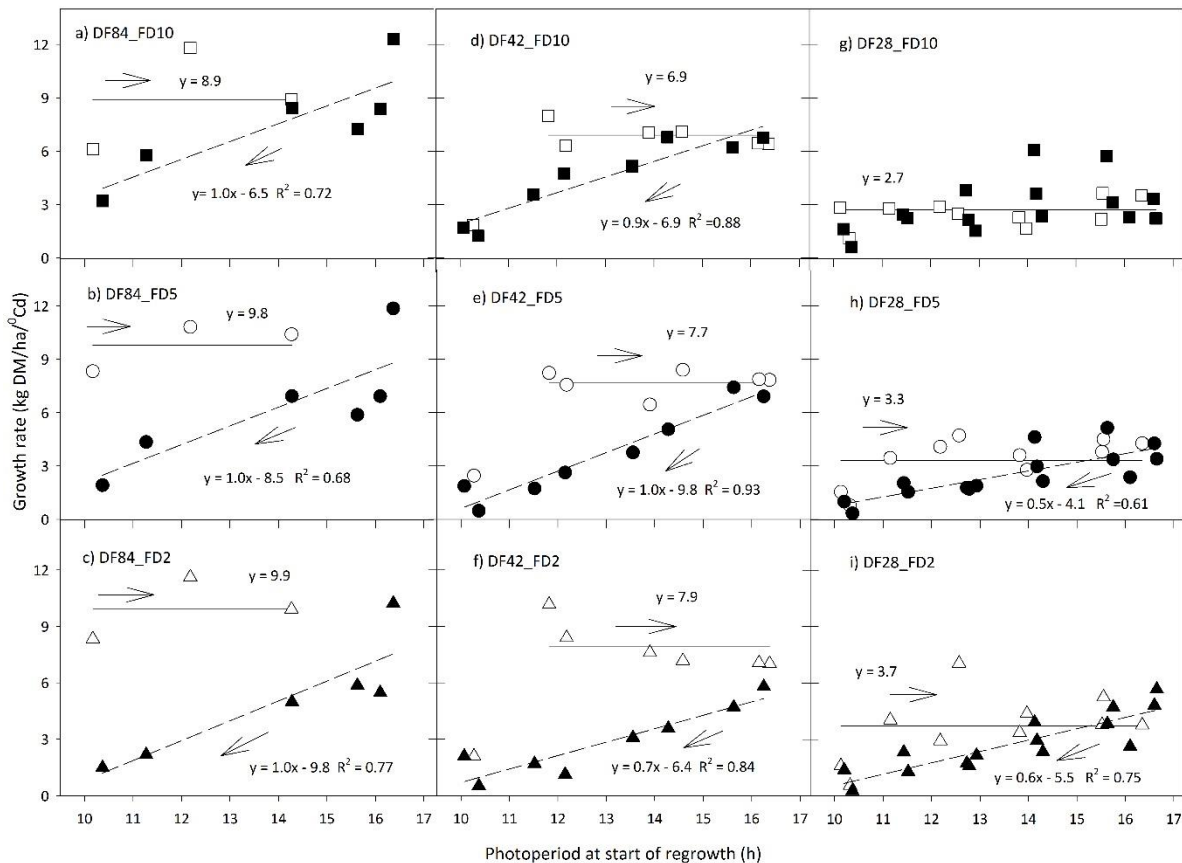 a) DF84_FD10
y = 8.9
y= 1.0x - 6.5 R² = 0.72
d) DF42_FD10
y = 6.9
y = 0.9x - 6.9 R² =0.88
g) DF28_FD10
y = 2.7
12
9
6
3
0
b) DF84_FD5
y = 9.8
y = 1.0x - 8.5 R² = 0.68
e) DF42_FD5
y = 7.7
y = 1.0x - 9.8 R² = 0.93
h) DF28_FD5
y = 3.3
y = 0.5x - 4.1 R² =0.61
12
9
6
3
0
Growth rate (kg DM/ha/⁰Cd)
c) DF84_FD2
y = 9.9
y = 1.0x - 9.8 R² = 0.77
f) DF42_FD2
y = 7.9
y = 0.7x - 6.4 R² = 0.84
i) DF28_FD2
y = 3.7
y = 0.6x - 5.5 R² = 0.75
12
9
6
3
0
10 11 12 13 14 15 16 17
10 11 12 13 14 15 16 17
10 11 12 13 14 15 16 17
Photoperiod at start of regrowth (h)